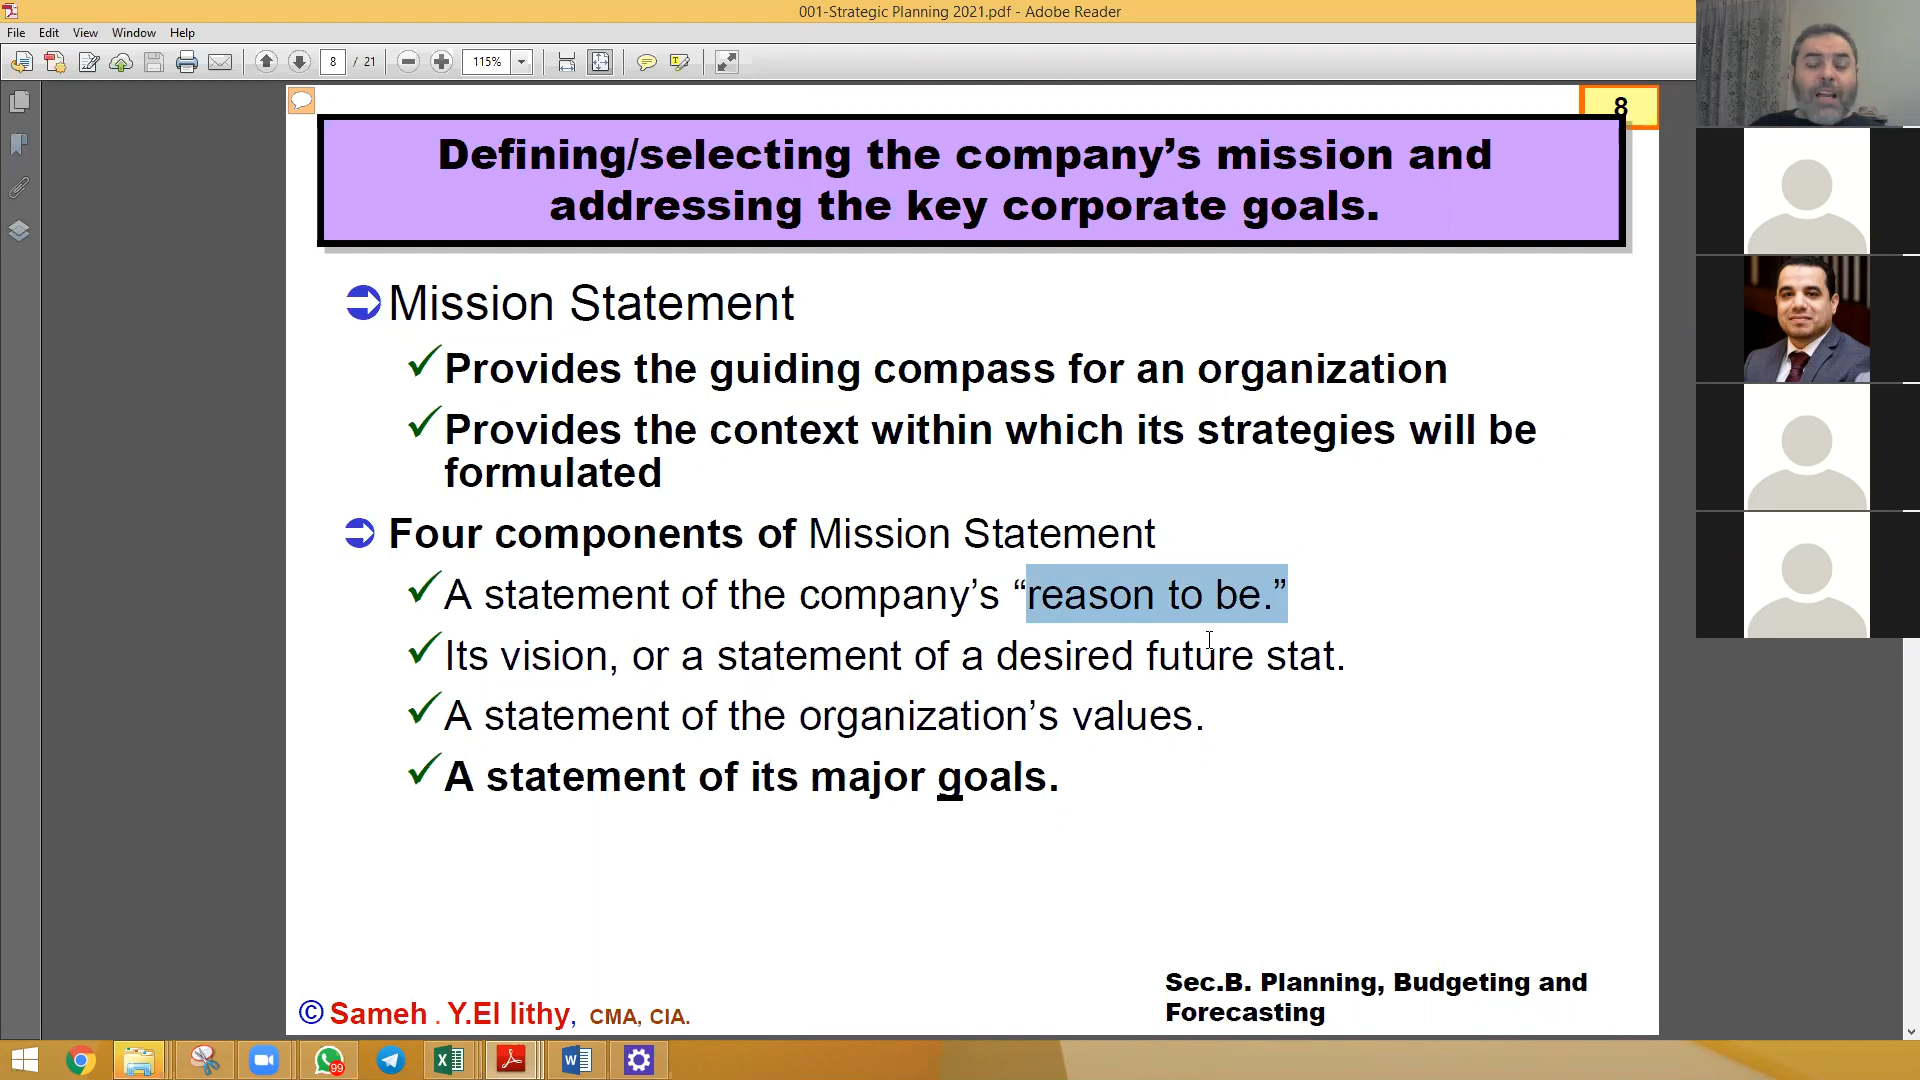 001-Strategic Planning 2021.pdf - Adobe Reader
File Edit View Window Help
8 / 21 115%
8
Defining/selecting the company’s mission and
addressing the key corporate goals.
Mission Statement
Provides the guiding compass for an organization
Provides the context within which its strategies will be
formulated
Four components of Mission Statement
A statement of the company’s “reason to be.”
Its vision, or a statement of a desired future stat.
A statement of the organization’s values.
A statement of its major goals.
Sec.B. Planning, Budgeting and
Forecasting
© Sameh . Y.El lithy, CMA, CIA.
99